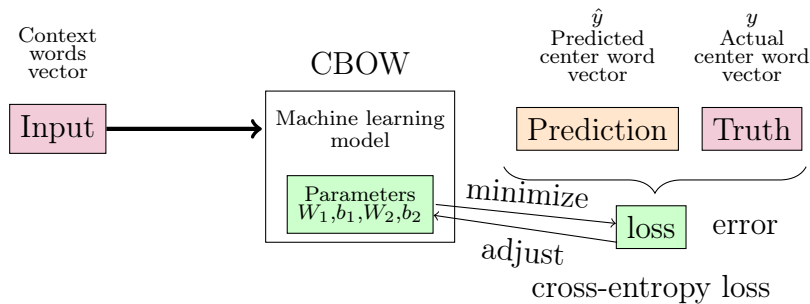 Context
words
vector
Input
CBOW
Machine learning
model
Parameters
W₁,b₁,W₂,b₂
ŷ
Predicted
center word
vector
Prediction
y
Actual
center word
vector
Truth
minimize
adjust
loss
error
cross-entropy loss